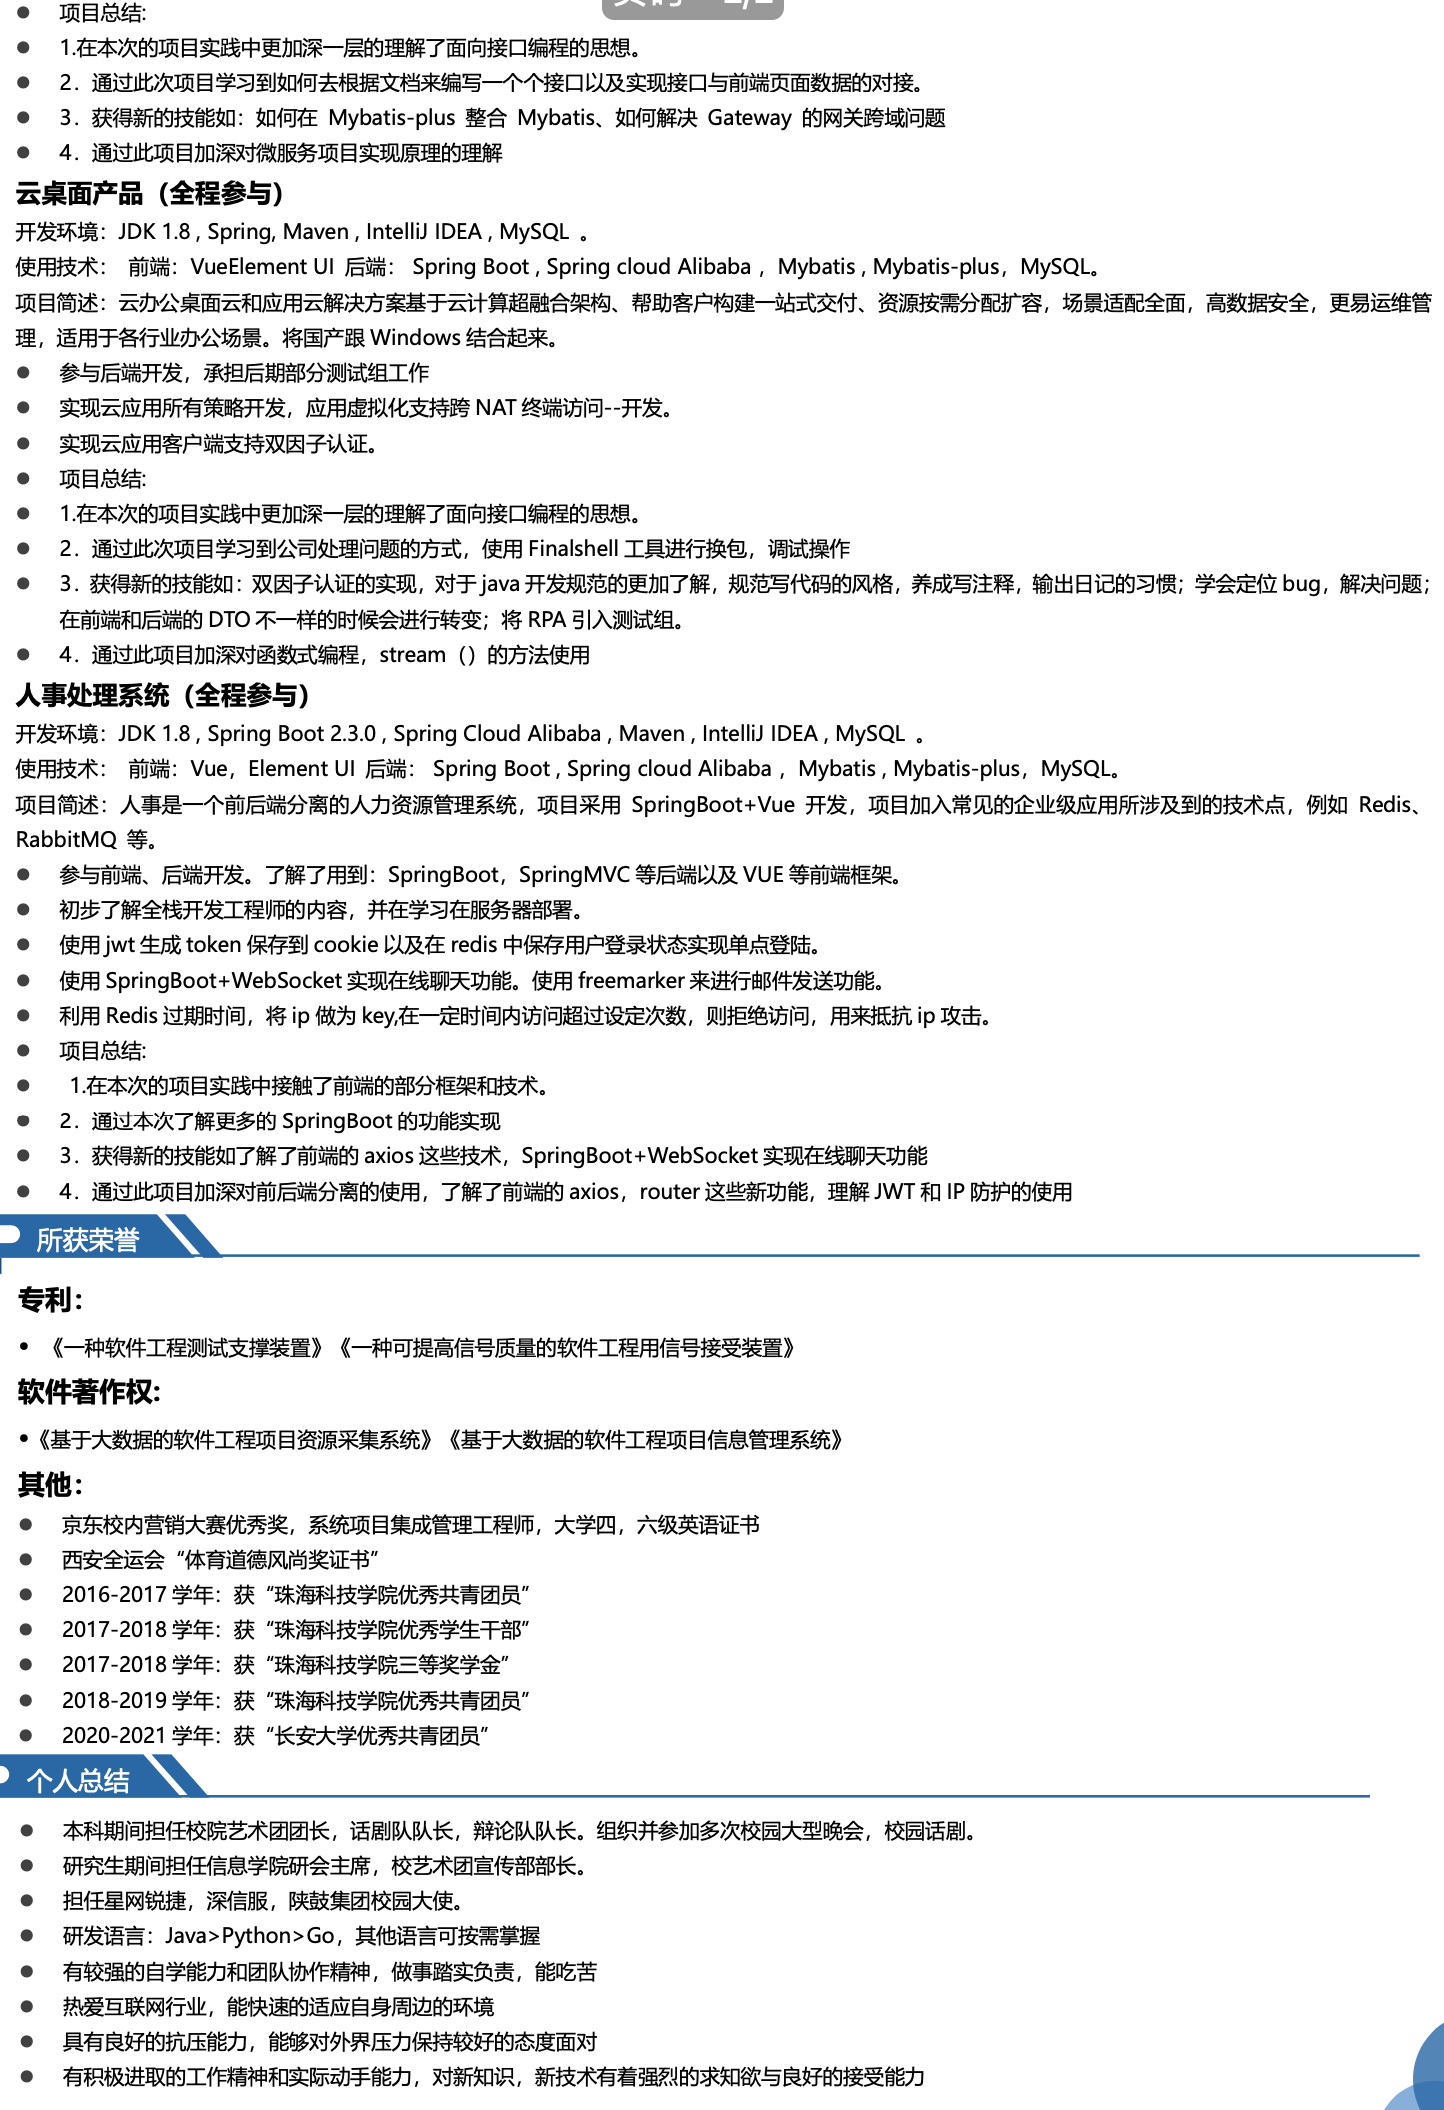 ● 项目总结:
● 1.在本次的项目实践中更加深一层的理解了面向接口编程的思想。
● 2．通过此次项目学习到如何去根据文档来编写一个个接口以及实现接口与前端页面数据的对接。
● 3．获得新的技能如：如何在 Mybatis-plus 整合 Mybatis、如何解决 Gateway 的网关跨域问题
● 4．通过此项目加深对微服务项目实现原理的理解
云桌面产品（全程参与）
开发环境：JDK 1.8 , Spring, Maven , IntelliJ IDEA , MySQL 。
使用技术： 前端：VueElement UI 后端： Spring Boot , Spring cloud Alibaba ，Mybatis , Mybatis-plus，MySQL。
项目简述：云办公桌面云和应用云解决方案基于云计算超融合架构、帮助客户构建一站式交付、资源按需分配扩容，场景适配全面，高数据安全，更易运维管
理，适用于各行业办公场景。将国产跟 Windows 结合起来。
● 参与后端开发，承担后期部分测试组工作
● 实现云应用所有策略开发，应用虚拟化支持跨 NAT 终端访问--开发。
● 实现云应用客户端支持双因子认证。
● 项目总结:
● 1.在本次的项目实践中更加深一层的理解了面向接口编程的思想。
● 2．通过此次项目学习到公司处理问题的方式，使用 Finalshell 工具进行换包，调试操作
● 3．获得新的技能如：双因子认证的实现，对于 java 开发规范的更加了解，规范写代码的风格，养成写注释，输出日记的习惯；学会定位 bug，解决问题；
在前端和后端的 DTO 不一样的时候会进行转变；将 RPA 引入测试组。
● 4．通过此项目加深对函数式编程，stream（）的方法使用
人事处理系统（全程参与）
开发环境：JDK 1.8 , Spring Boot 2.3.0 , Spring Cloud Alibaba , Maven , IntelliJ IDEA , MySQL 。
使用技术： 前端：Vue，Element UI 后端： Spring Boot , Spring cloud Alibaba ，Mybatis , Mybatis-plus，MySQL。
项目简述：人事是一个前后端分离的人力资源管理系统，项目采用 SpringBoot+Vue 开发，项目加入常见的企业级应用所涉及到的技术点，例如 Redis、
RabbitMQ 等。
● 参与前端、后端开发。了解了用到：SpringBoot，SpringMVC 等后端以及 VUE 等前端框架。
● 初步了解全栈开发工程师的内容，并在学习在服务器部署。
● 使用 jwt 生成 token 保存到 cookie 以及在 redis 中保存用户登录状态实现单点登陆。
● 使用 SpringBoot+WebSocket 实现在线聊天功能。使用 freemarker 来进行邮件发送功能。
● 利用 Redis 过期时间，将 ip 做为 key,在一定时间内访问超过设定次数，则拒绝访问，用来抵抗 ip 攻击。
● 项目总结:
● 1.在本次的项目实践中接触了前端的部分框架和技术。
● 2．通过本次了解更多的 SpringBoot 的功能实现
● 3．获得新的技能如了解了前端的 axios 这些技术，SpringBoot+WebSocket 实现在线聊天功能
● 4．通过此项目加深对前后端分离的使用，了解了前端的 axios，router 这些新功能，理解 JWT 和 IP 防护的使用
所获荣誉
专利：
• 《一种软件工程测试支撑装置》《一种可提高信号质量的软件工程用信号接受装置》
软件著作权:
•《基于大数据的软件工程项目资源采集系统》《基于大数据的软件工程项目信息管理系统》
其他：
● 京东校内营销大赛优秀奖，系统项目集成管理工程师，大学四，六级英语证书
● 西安全运会“体育道德风尚奖证书”
● 2016-2017 学年：获“珠海科技学院优秀共青团员”
● 2017-2018 学年：获“珠海科技学院优秀学生干部”
● 2017-2018 学年：获“珠海科技学院三等奖学金”
● 2018-2019 学年：获“珠海科技学院优秀共青团员”
● 2020-2021 学年：获“长安大学优秀共青团员”
个人总结
● 本科期间担任校院艺术团团长，话剧队队长，辩论队队长。组织并参加多次校园大型晚会，校园话剧。
● 研究生期间担任信息学院研会主席，校艺术团宣传部部长。
● 担任星网锐捷，深信服，陕鼓集团校园大使。
● 研发语言：Java>Python>Go，其他语言可按需掌握
● 有较强的自学能力和团队协作精神，做事踏实负责，能吃苦
● 热爱互联网行业，能快速的适应自身周边的环境
● 具有良好的抗压能力，能够对外界压力保持较好的态度面对
● 有积极进取的工作精神和实际动手能力，对新知识，新技术有着强烈的求知欲与良好的接受能力